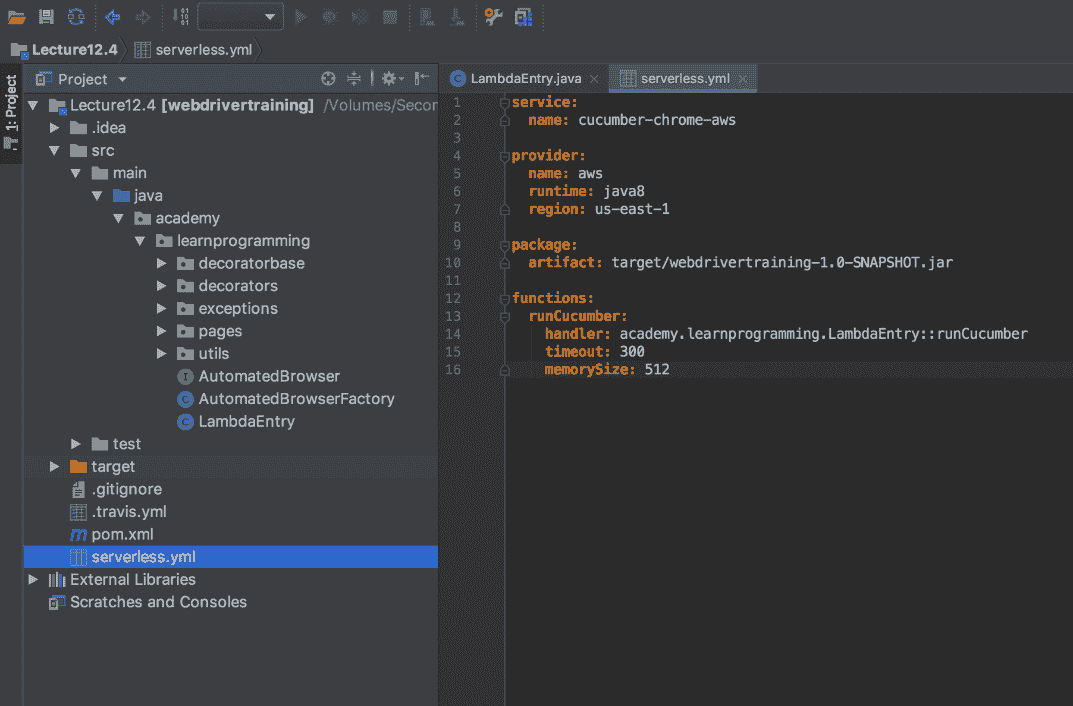 Lecture12.4 serverless.yml
1: Project
Project
Lecture12.4 [webdrivertraining] /Volumes/Secor
.idea
src
main
java
academy
learnprogramming
decoratorbase
decorators
exceptions
pages
utils
AutomatedBrowser
AutomatedBrowserFactory
LambdaEntry
test
target
.gitignore
.travis.yml
pom.xml
serverless.yml
External Libraries
Scratches and Consoles
LambdaEntry.java serverless.yml
1 service:
2 name: cucumber-chrome-aws
3
4 provider:
5 name: aws
6 runtime: java8
7 region: us-east-1
8
9 package:
10 artifact: target/webdrivertraining-1.0-SNAPSHOT.jar
11
12 functions:
13 runCucumber:
14 handler: academy.learnprogramming.LambdaEntry::runCucumber
15 timeout: 300
16 memorySize: 512